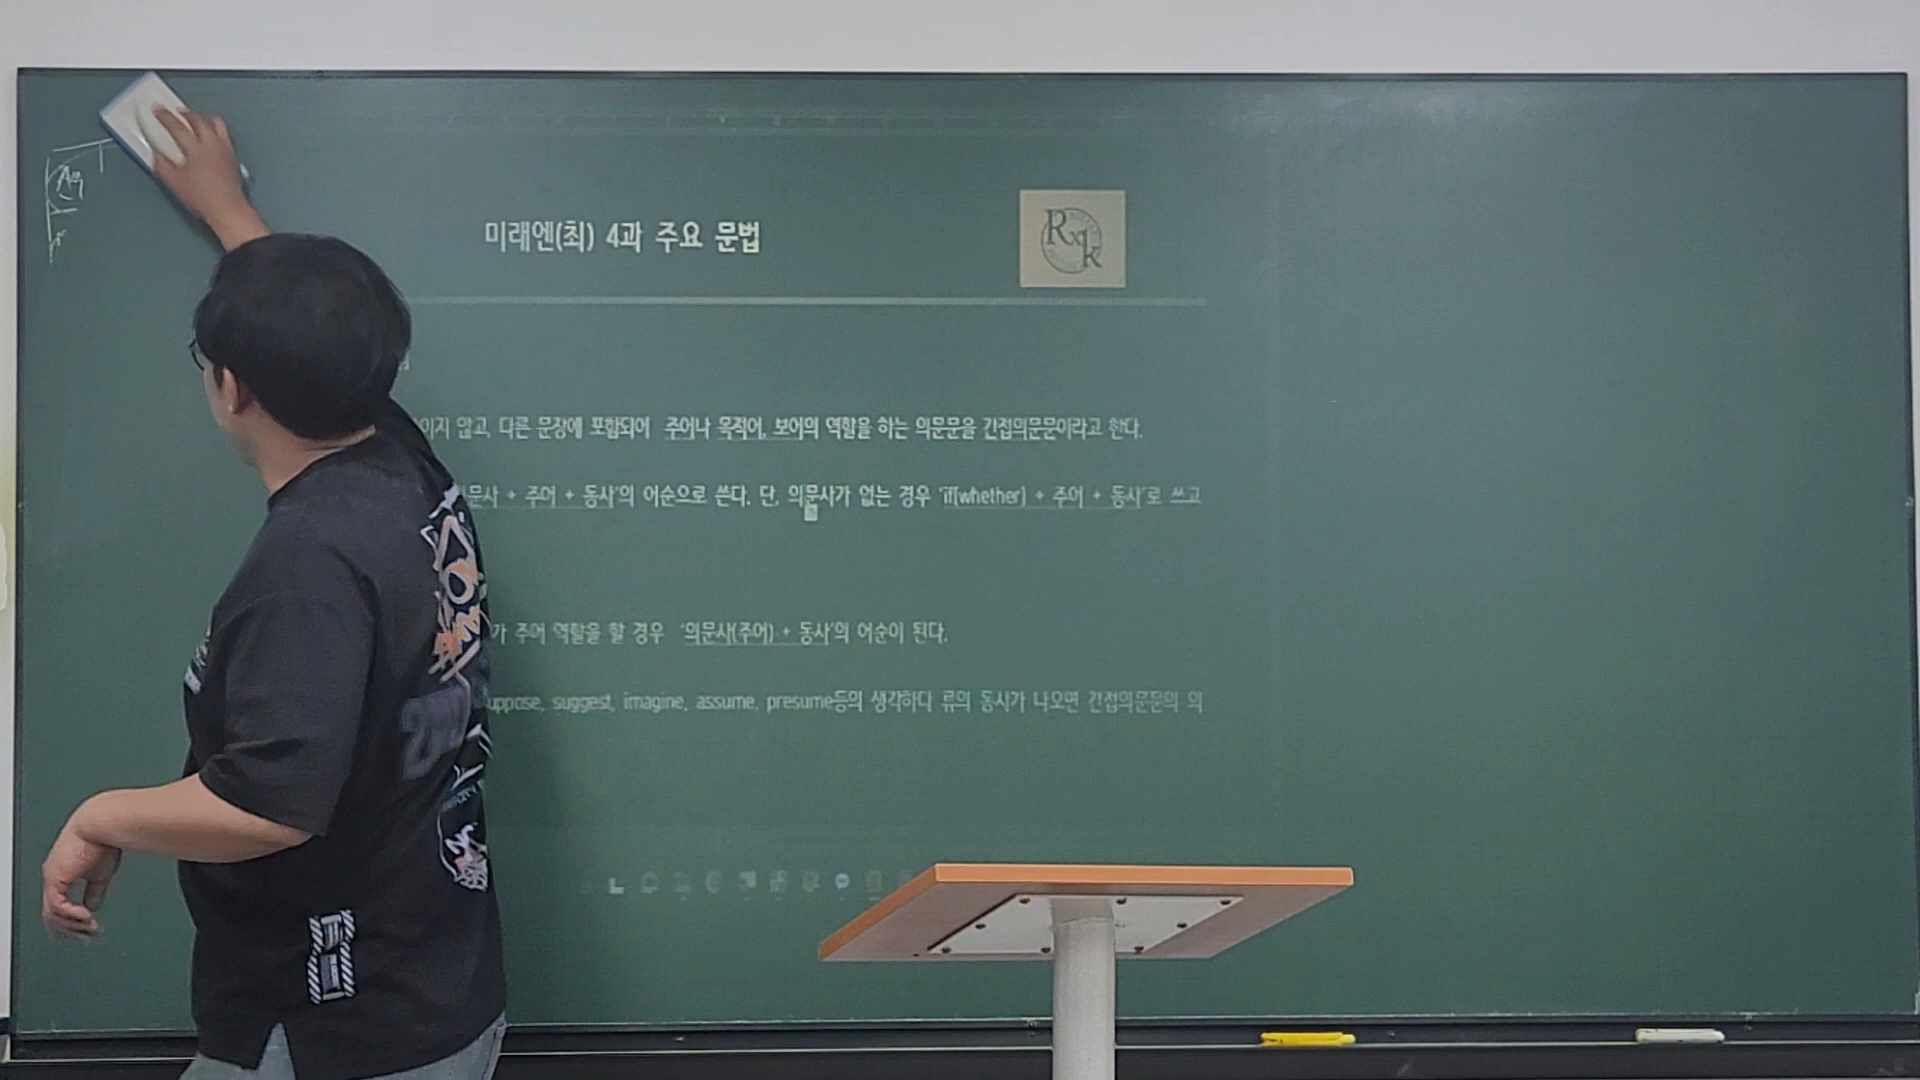 미래엔(최) 4과 주요 문법
RxK
이지 않고, 다른 문장에 포함되어 주어나 목적어, 보어의 역할을 하는 의문문을 간접의문문이라고 한다.
문사 + 주어 + 동사'의 어순으로 쓴다. 단, 의문사가 없는 경우 'if[whether] + 주어 + 동사'로 쓰고
가 주어 역할을 할 경우 '의문사(주어) + 동사'의 어순이 된다.
uppose, suggest, imagine, assume, presume등의 생각하다 류의 동사가 나오면 간접의문문의 의